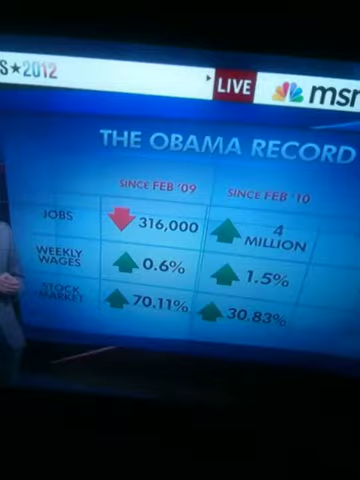 S★2012
LIVE
msn
THE OBAMA RECORD
SINCE FEB '09 SINCE FEB '10
JOBS 316,000 4 MILLION
WEEKLY WAGES 0.6% 1.5%
STOCK MARKET 70.11% 30.83%